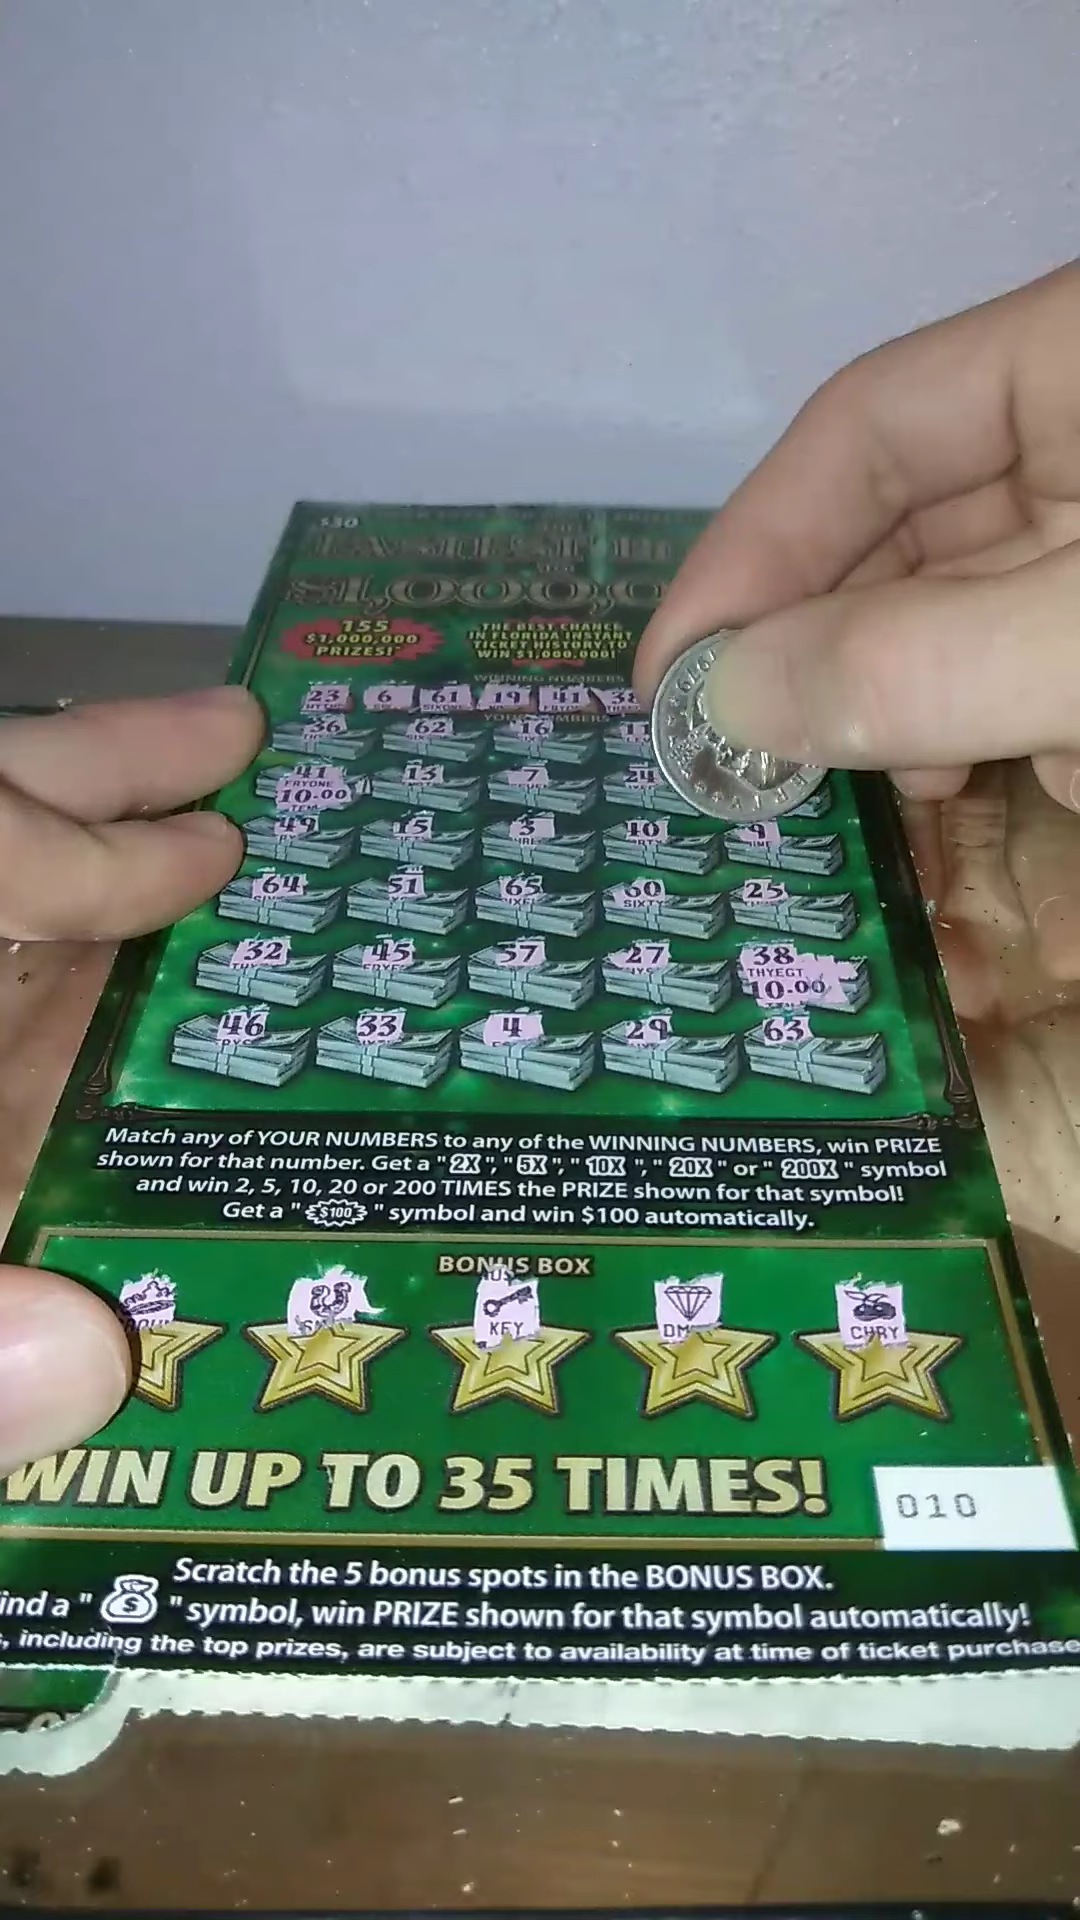 $30
$1,000,0
155
$1,000,000
PRIZES!
THE BEST CHANCE
IN FLORIDA INSTANT
TICKET HISTORY TO
WIN $1,000,000!
WINNING NUMBERS
23 6 61 19 41 38
YOUR NUMBERS
36 62 16 11
41 13 7 24
FRYONE
10.00
49 15 3 10 9
64 51 65 60 25
SIXTY
32 45 57 27 38
THYEGT
10.00
46 33 4 29 63
Match any of YOUR NUMBERS to any of the WINNING NUMBERS, win PRIZE
shown for that number. Get a "2X", "5X", "10X", "20X" or "200X" symbol
and win 2, 5, 10, 20 or 200 TIMES the PRIZE shown for that symbol!
Get a "$100" symbol and win $100 automatically.
BONUS BOX
KEY CHRY
WIN UP TO 35 TIMES!
010
Scratch the 5 bonus spots in the BONUS BOX.
ind a "$" symbol, win PRIZE shown for that symbol automatically!
, including the top prizes, are subject to availability at time of ticket purchase